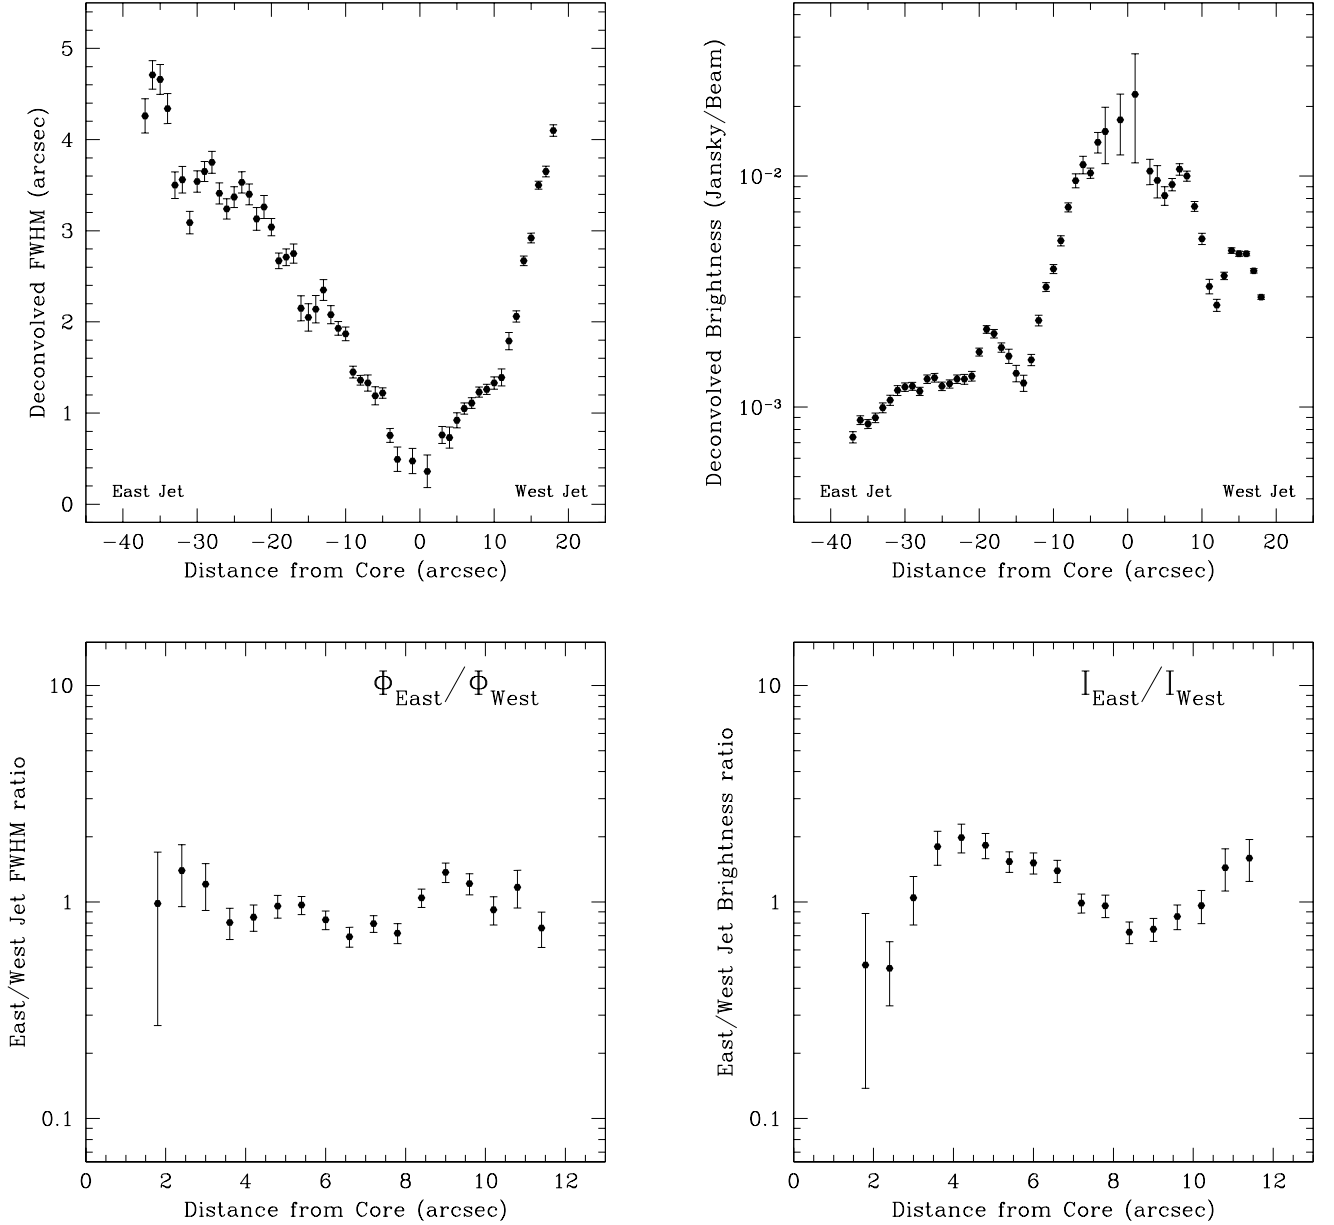 Deconvolved FWHM (arcsec)
5
4
3
2
1
0
East Jet West Jet
−40 −30 −20 −10 0 10 20
Distance from Core (arcsec)
Deconvolved Brightness (Jansky/Beam)
10⁻²
10⁻³
East Jet West Jet
−40 −30 −20 −10 0 10 20
Distance from Core (arcsec)
East/West Jet FWHM ratio
Φ_East/Φ_West
10
1
0.1
0 2 4 6 8 10 12
Distance from Core (arcsec)
East/West Jet Brightness ratio
I_East/I_West
10
1
0.1
0 2 4 6 8 10 12
Distance from Core (arcsec)